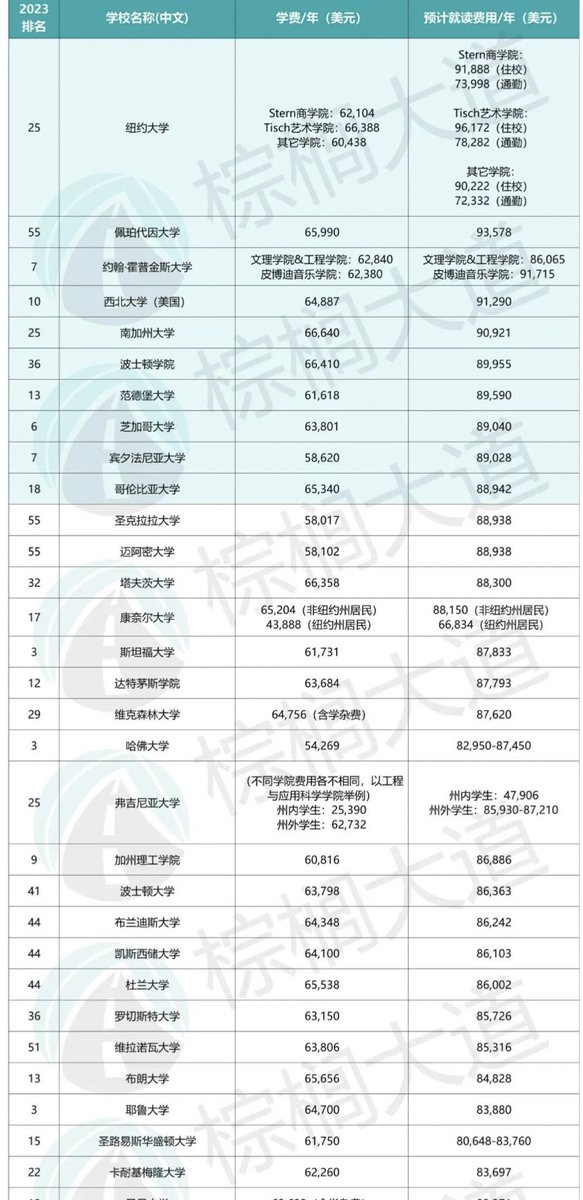 2023
排名
学校名称(中文)
学费/年（美元）
预计就读费用/年（美元）
25
纽约大学
Stern商学院：62,104
Tisch艺术学院：66,388
其它学院：60,438
Stern商学院：
91,888（住校）
73,998（通勤）
Tisch艺术学院：
96,172（住校）
78,282（通勤）
其它学院：
90,222（住校）
72,332（通勤）
55 佩珀代因大学 65,990 93,578
7
约翰·霍普金斯大学
文理学院&工程学院：62,840
皮博迪音乐学院：62,380
文理学院&工程学院：86,065
皮博迪音乐学院：91,715
10 西北大学（美国） 64,887 91,290
25 南加州大学 66,640 90,921
36 波士顿学院 66,410 89,955
13 范德堡大学 61,618 89,590
6 芝加哥大学 63,801 89,040
7 宾夕法尼亚大学 58,620 89,028
18 哥伦比亚大学 65,340 88,942
55 圣克拉拉大学 58,017 88,938
55 迈阿密大学 58,102 88,938
32 塔夫茨大学 66,358 88,300
17
康奈尔大学
65,204（非纽约州居民）
43,888（纽约州居民）
88,150（非纽约州居民）
66,834（纽约州居民）
3 斯坦福大学 61,731 87,833
12 达特茅斯学院 63,684 87,793
29 维克森林大学 64,756（含学杂费） 87,620
3 哈佛大学 54,269 82,950-87,450
25
弗吉尼亚大学
(不同学院费用各不相同，以工程
与应用科学学院举例)
州内学生：25,390
州外学生：62,732
州内学生：47,906
州外学生：85,930-87,210
9 加州理工学院 60,816 86,886
41 波士顿大学 63,798 86,363
44 布兰迪斯大学 64,348 86,242
44 凯斯西储大学 64,100 86,103
44 杜兰大学 65,538 86,002
36 罗切斯特大学 63,150 85,726
51 维拉诺瓦大学 63,806 85,316
13 布朗大学 65,656 84,828
3 耶鲁大学 64,700 83,880
15 圣路易斯华盛顿大学 61,750 80,648-83,760
22 卡耐基梅隆大学 62,260 83,697
棕榈大道
棕榈大道
棕榈大道
棕榈大道
棕榈大道
棕榈大道